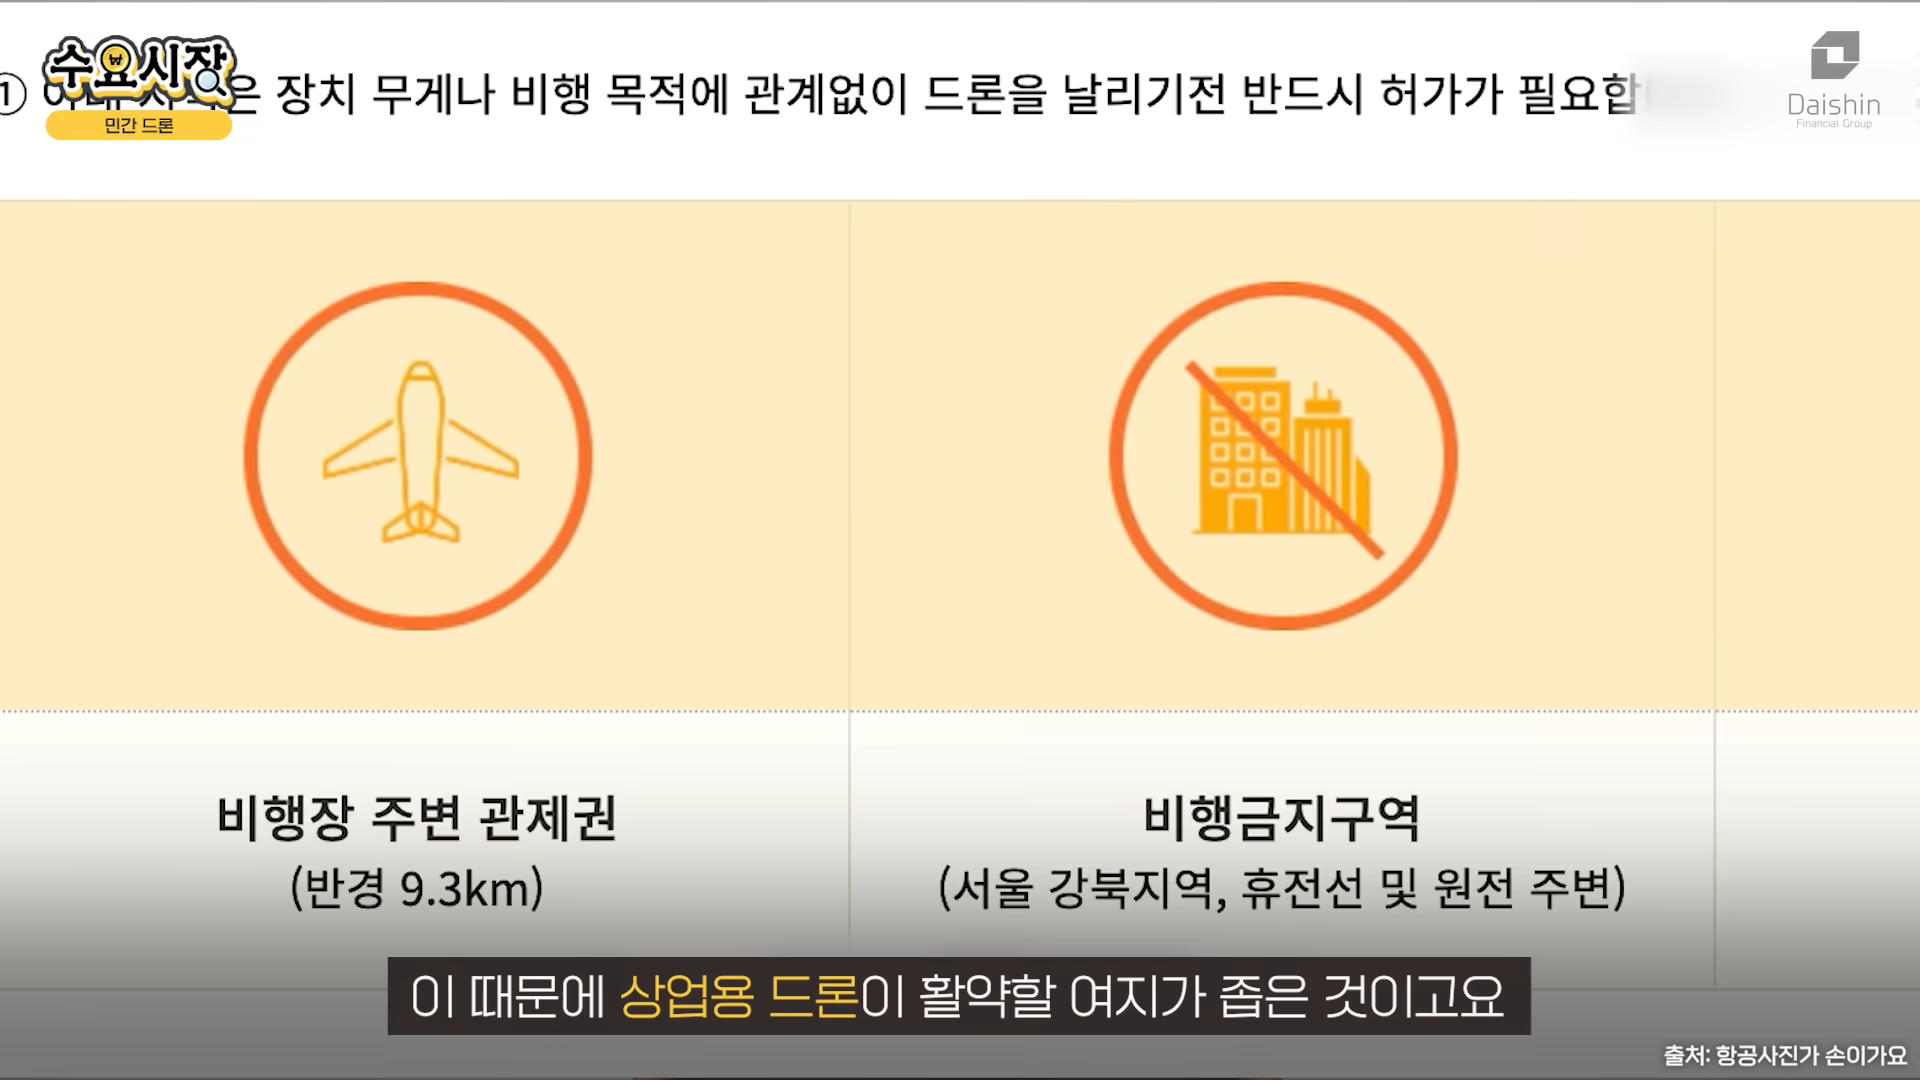 수요시장
민간 드론
① 은 장치 무게나 비행 목적에 관계없이 드론을 날리기전 반드시 허가가 필요합
Daishin
Financial Group
비행장 주변 관제권
(반경 9.3km)
비행금지구역
(서울 강북지역, 휴전선 및 원전 주변)
이 때문에 상업용 드론이 활약할 여지가 좁은 것이고요
출처: 항공사진가 손이가요